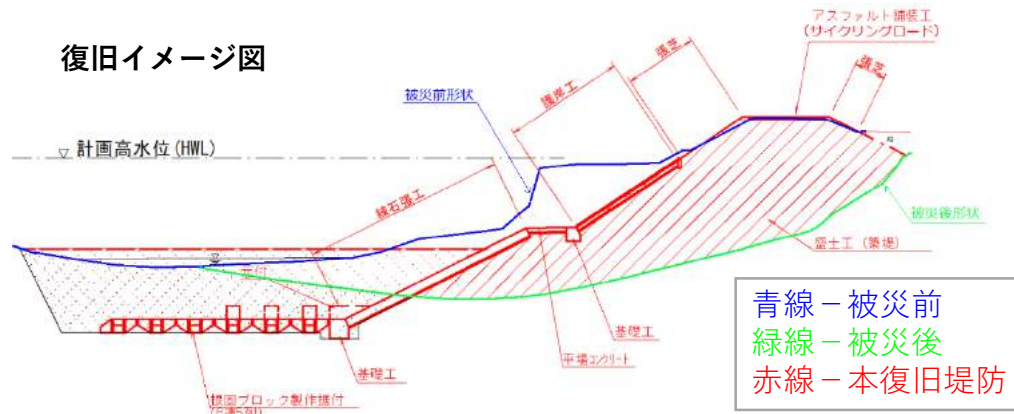 復旧イメージ図
アスファルト舗装工
(サイクリングロード)
張芝
張芝
護岸工
被災前形状
▽ 計画高水位(HWL)
練石張工
被災後形状
盛土工(築堤)
基礎工
平場コンクリート
基礎工
根固ブロック製作据付
青線－被災前
緑線－被災後
赤線－本復旧堤防